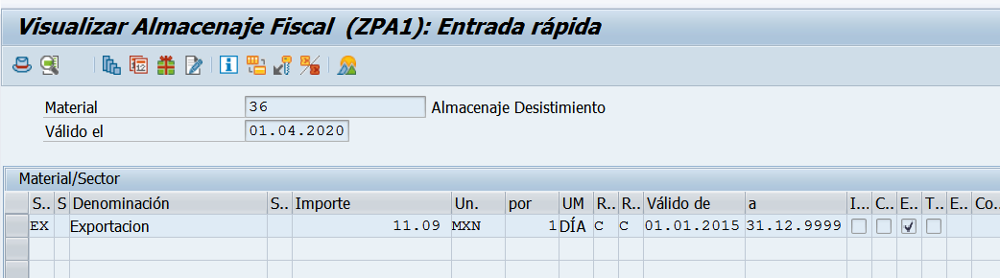 Visualizar Almacenaje Fiscal (ZPA1): Entrada rápida
Material 36 Almacenaje Desistimiento
Válido el 01.04.2020
Material/Sector
S.. S Denominación S.. Importe Un. por UM R.. R.. Válido de a I... C.. E.. T.. E.. Co...
EX Exportacion 11.09 MXN 1 DÍA C C 01.01.2015 31.12.9999